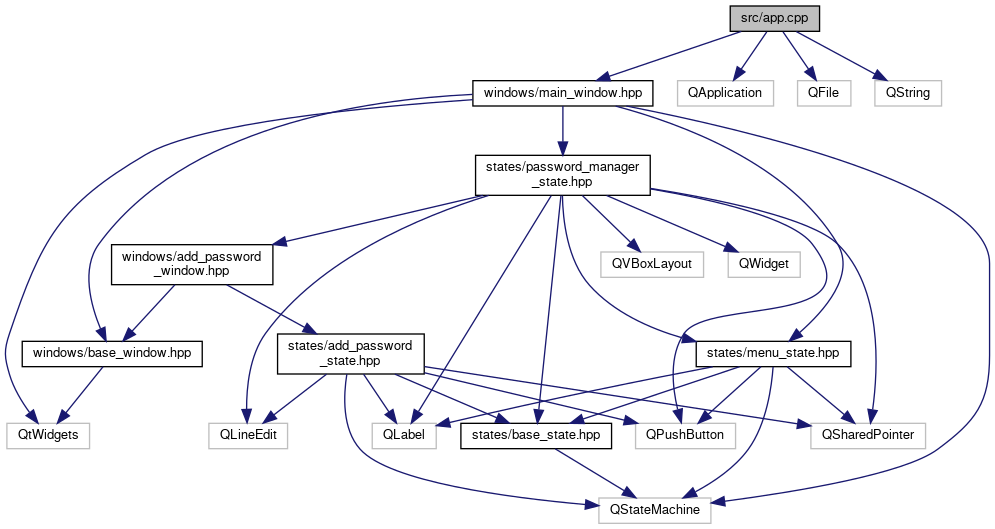 src/app.cpp
windows/main_window.hpp
QApplication
QFile
QString
states/password_manager
_state.hpp
windows/add_password
_window.hpp
QVBoxLayout
QWidget
windows/base_window.hpp
states/add_password
_state.hpp
states/menu_state.hpp
QtWidgets
QLineEdit
QLabel
states/base_state.hpp
QPushButton
QSharedPointer
QStateMachine